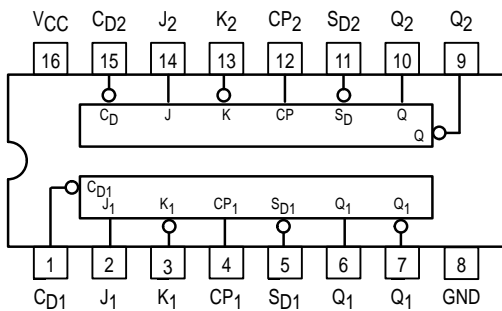 VCC CD2 J2 K2 CP2 SD2 Q2 Q2
16 15 14 13 12 11 10 9
CD J K CP SD Q
Q
CD1
J1 K1 CP1 SD1 Q1 Q1
1 2 3 4 5 6 7 8
CD1 J1 K1 CP1 SD1 Q1 Q1 GND